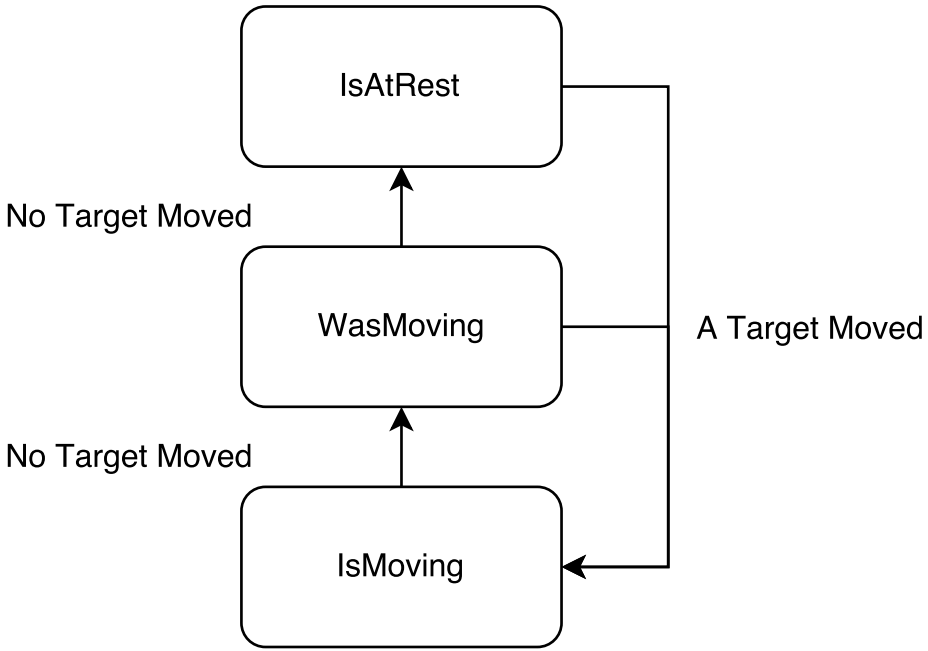 IsAtRest
No Target Moved
WasMoving
A Target Moved
No Target Moved
IsMoving